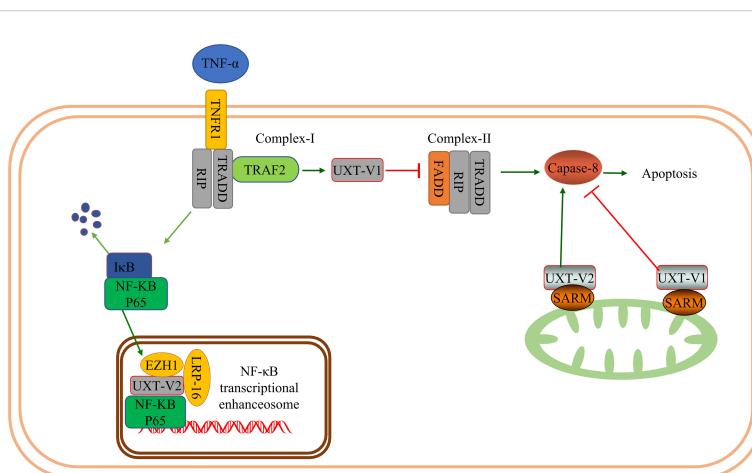 TNF-α
TNFR1
Complex-I
Complex-II
RIP
TRADD
TRAF2
UXT-V1
FADD
RIP
TRADD
Capase-8
Apoptosis
IκB
NF-KB
P65
UXT-V2
SARM
UXT-V1
SARM
EZH1
LRP-16
UXT-V2
NF-KB
P65
NF-κB
transcriptional
enhanceosome